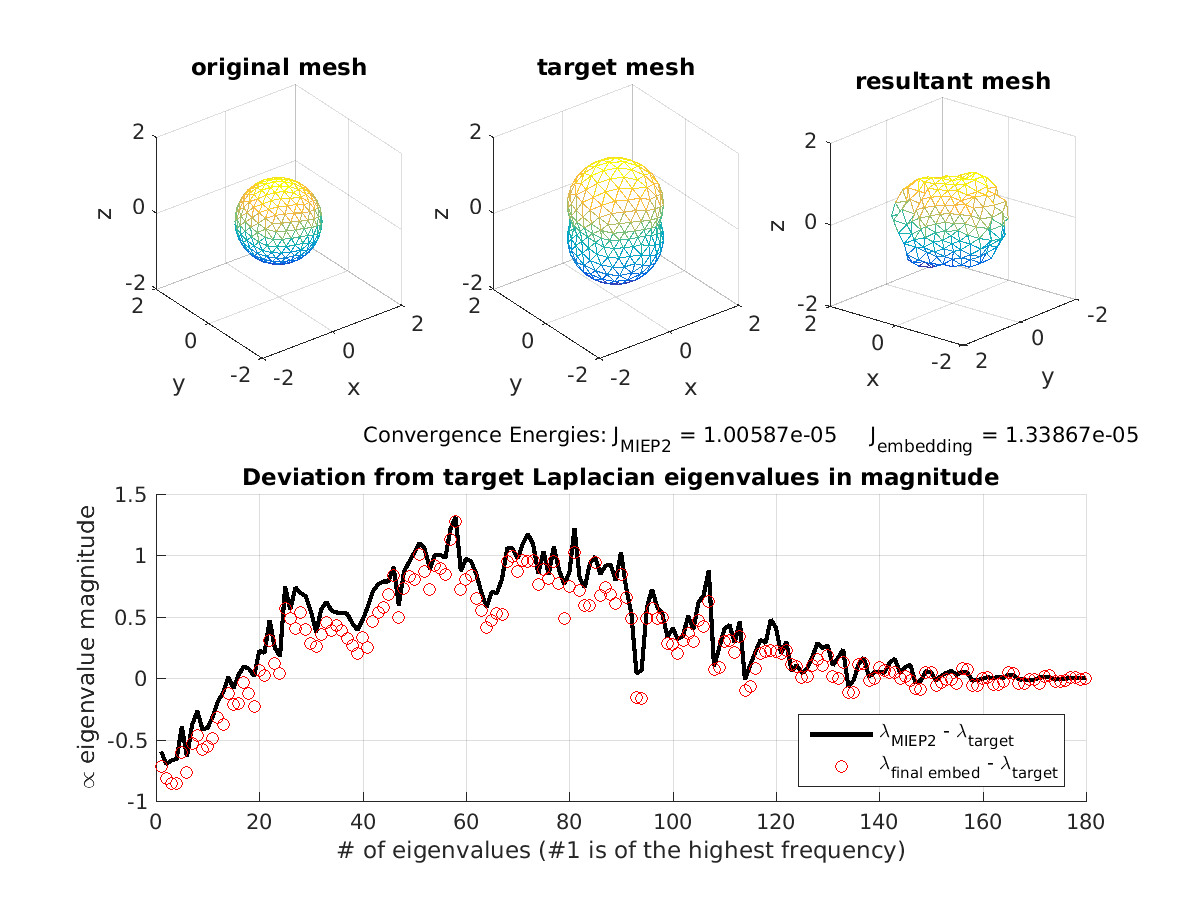 original mesh
target mesh
resultant mesh
2
0
-2
z
2
0
-2
y
-2
0
2
x
2
0
-2
z
2
0
-2
y
-2
0
2
x
2
0
-2
z
2
0
-2
x
2
0
-2
y
Convergence Energies: J_MIEP2 = 1.00587e-05 J_embedding = 1.33867e-05
Deviation from target Laplacian eigenvalues in magnitude
1.5
1
0.5
0
-0.5
-1
∝ eigenvalue magnitude
λ_MIEP2 - λ_target
λ_final embed - λ_target
0 20 40 60 80 100 120 140 160 180
# of eigenvalues (#1 is of the highest frequency)